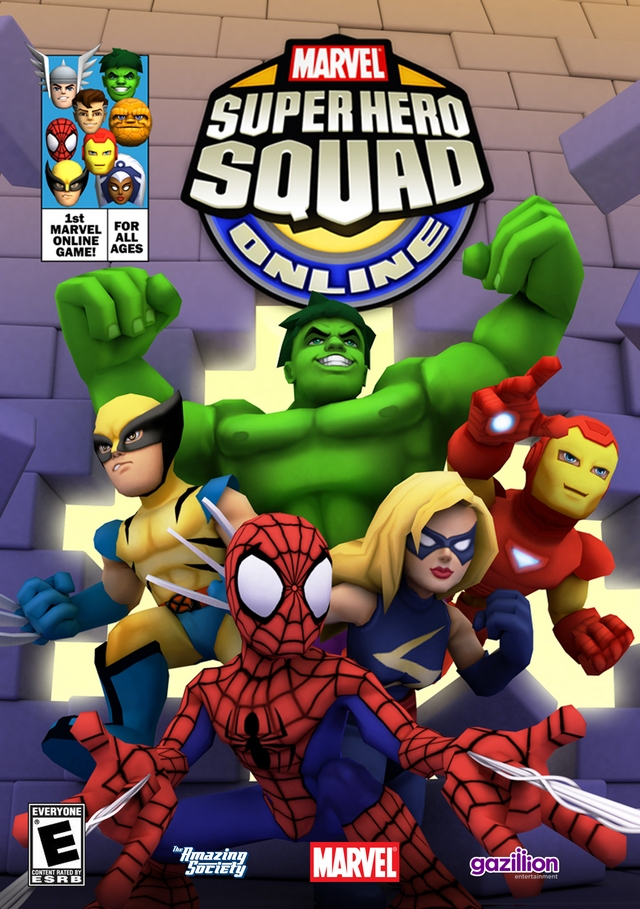 MARVEL
SUPER HERO
SQUAD
ONLINE
1st
MARVEL
ONLINE
GAME!
FOR
ALL
AGES
EVERYONE
E
CONTENT RATED BY
ESRB
The Amazing
Society
MARVEL
gazillion
entertainment